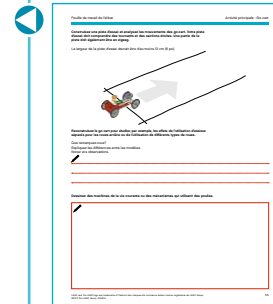 Feuille de travail de l'élève
Activité principale : Go-cart
Construisez une piste d'essai et analysez les mouvements des go-cart. Votre piste
d'essai doit comprendre des tournants et des sections droites. Une partie de la
piste doit également être en zigzag.
La largeur de la piste d'essai devrait être d'au moins 15 cm (6 po).
Reconstruisez le go-cart pour étudier, par exemple, les effets de l'utilisation d'essieux
séparés pour les roues arrière ou de l'utilisation de différents types de roues.
Que remarquez-vous?
Expliquez les différences entre les modèles.
Notez vos observations.
Dessinez des machines de la vie courante ou des mécanismes qui utilisent des poulies.